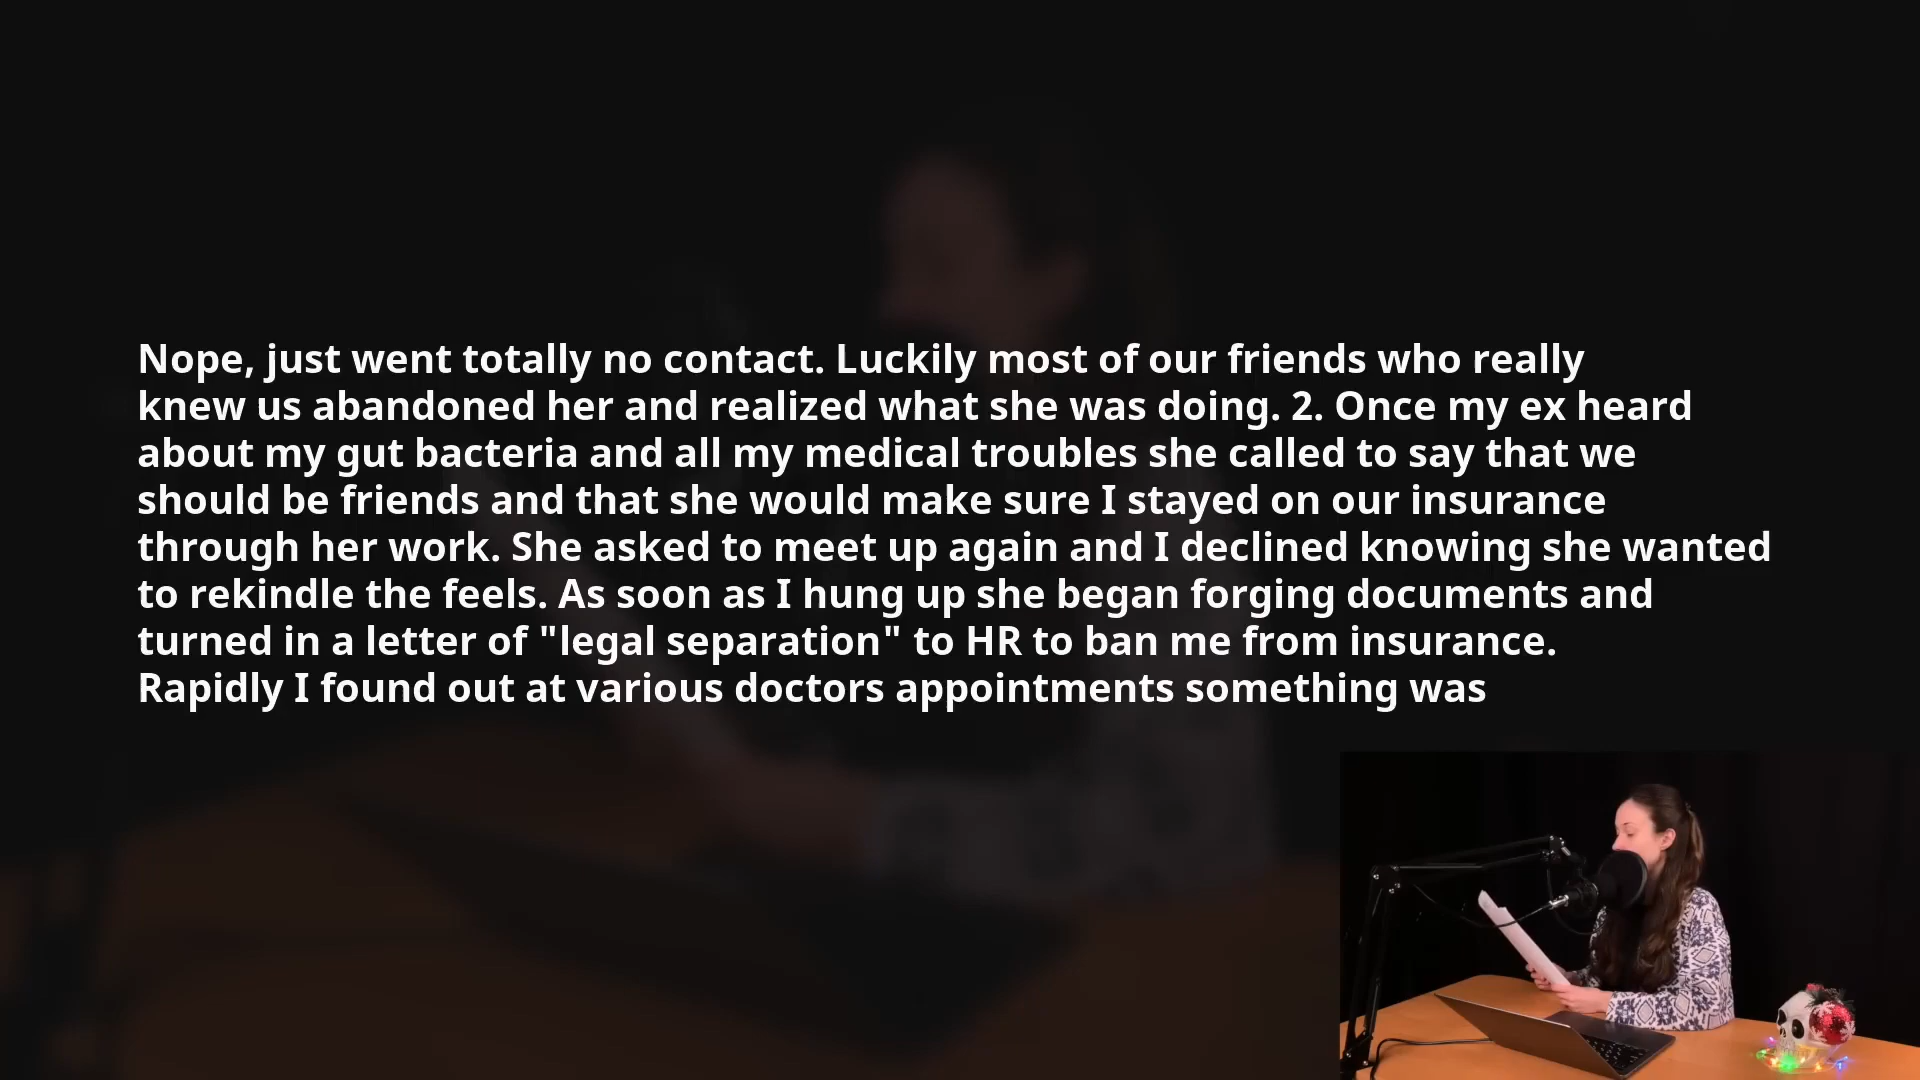 Nope, just went totally no contact. Luckily most of our friends who really
knew us abandoned her and realized what she was doing. 2. Once my ex heard
about my gut bacteria and all my medical troubles she called to say that we
should be friends and that she would make sure I stayed on our insurance
through her work. She asked to meet up again and I declined knowing she wanted
to rekindle the feels. As soon as I hung up she began forging documents and
turned in a letter of "legal separation" to HR to ban me from insurance.
Rapidly I found out at various doctors appointments something was